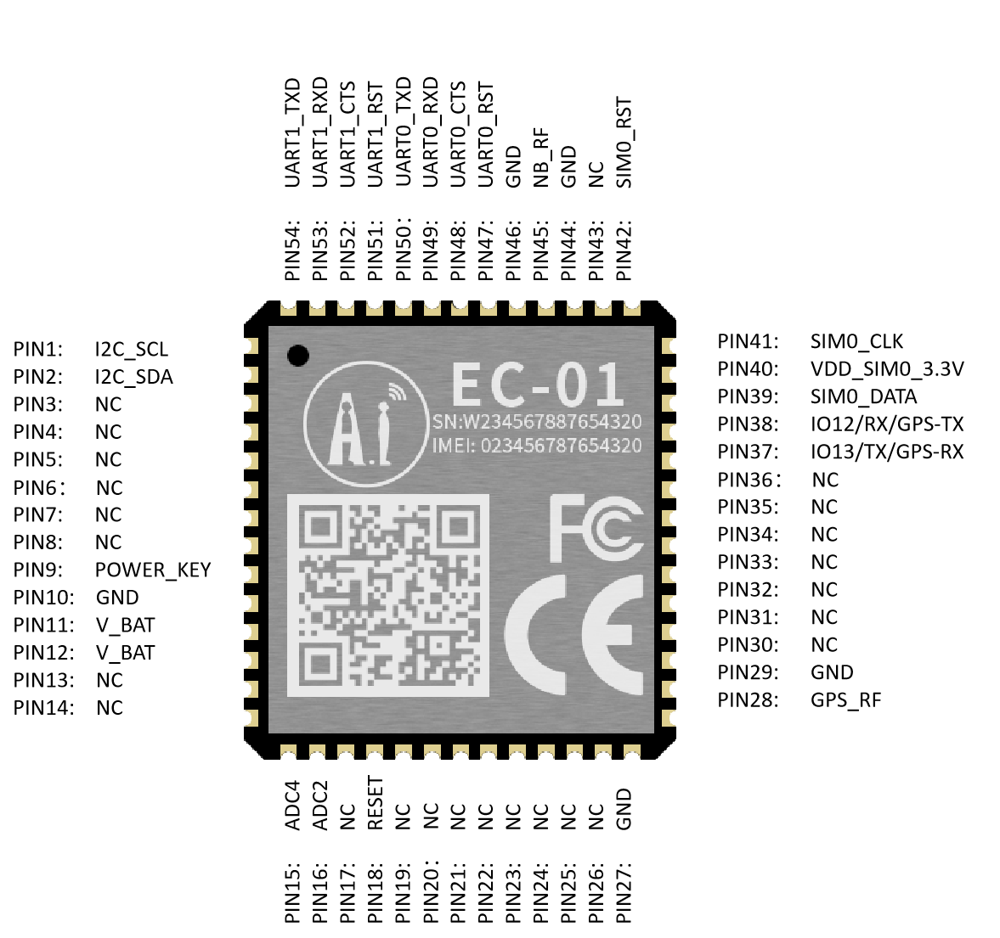 PIN54: UART1_TXD
PIN53: UART1_RXD
PIN52: UART1_CTS
PIN51: UART1_RST
PIN50: UART0_TXD
PIN49: UART0_RXD
PIN48: UART0_CTS
PIN47: UART0_RST
PIN46: GND
PIN45: NB_RF
PIN44: GND
PIN43: NC
PIN42: SIM0_RST
PIN1: I2C_SCL
PIN2: I2C_SDA
PIN3: NC
PIN4: NC
PIN5: NC
PIN6: NC
PIN7: NC
PIN8: NC
PIN9: POWER_KEY
PIN10: GND
PIN11: V_BAT
PIN12: V_BAT
PIN13: NC
PIN14: NC
Ai
EC-01
SN:W234567887654320
IMEI: 023456787654320
FC
CE
PIN41: SIM0_CLK
PIN40: VDD_SIM0_3.3V
PIN39: SIM0_DATA
PIN38: IO12/RX/GPS-TX
PIN37: IO13/TX/GPS-RX
PIN36: NC
PIN35: NC
PIN34: NC
PIN33: NC
PIN32: NC
PIN31: NC
PIN30: NC
PIN29: GND
PIN28: GPS_RF
PIN15: ADC4
PIN16: ADC2
PIN17: NC
PIN18: RESET
PIN19: NC
PIN20: NC
PIN21: NC
PIN22: NC
PIN23: NC
PIN24: NC
PIN25: NC
PIN26: NC
PIN27: GND